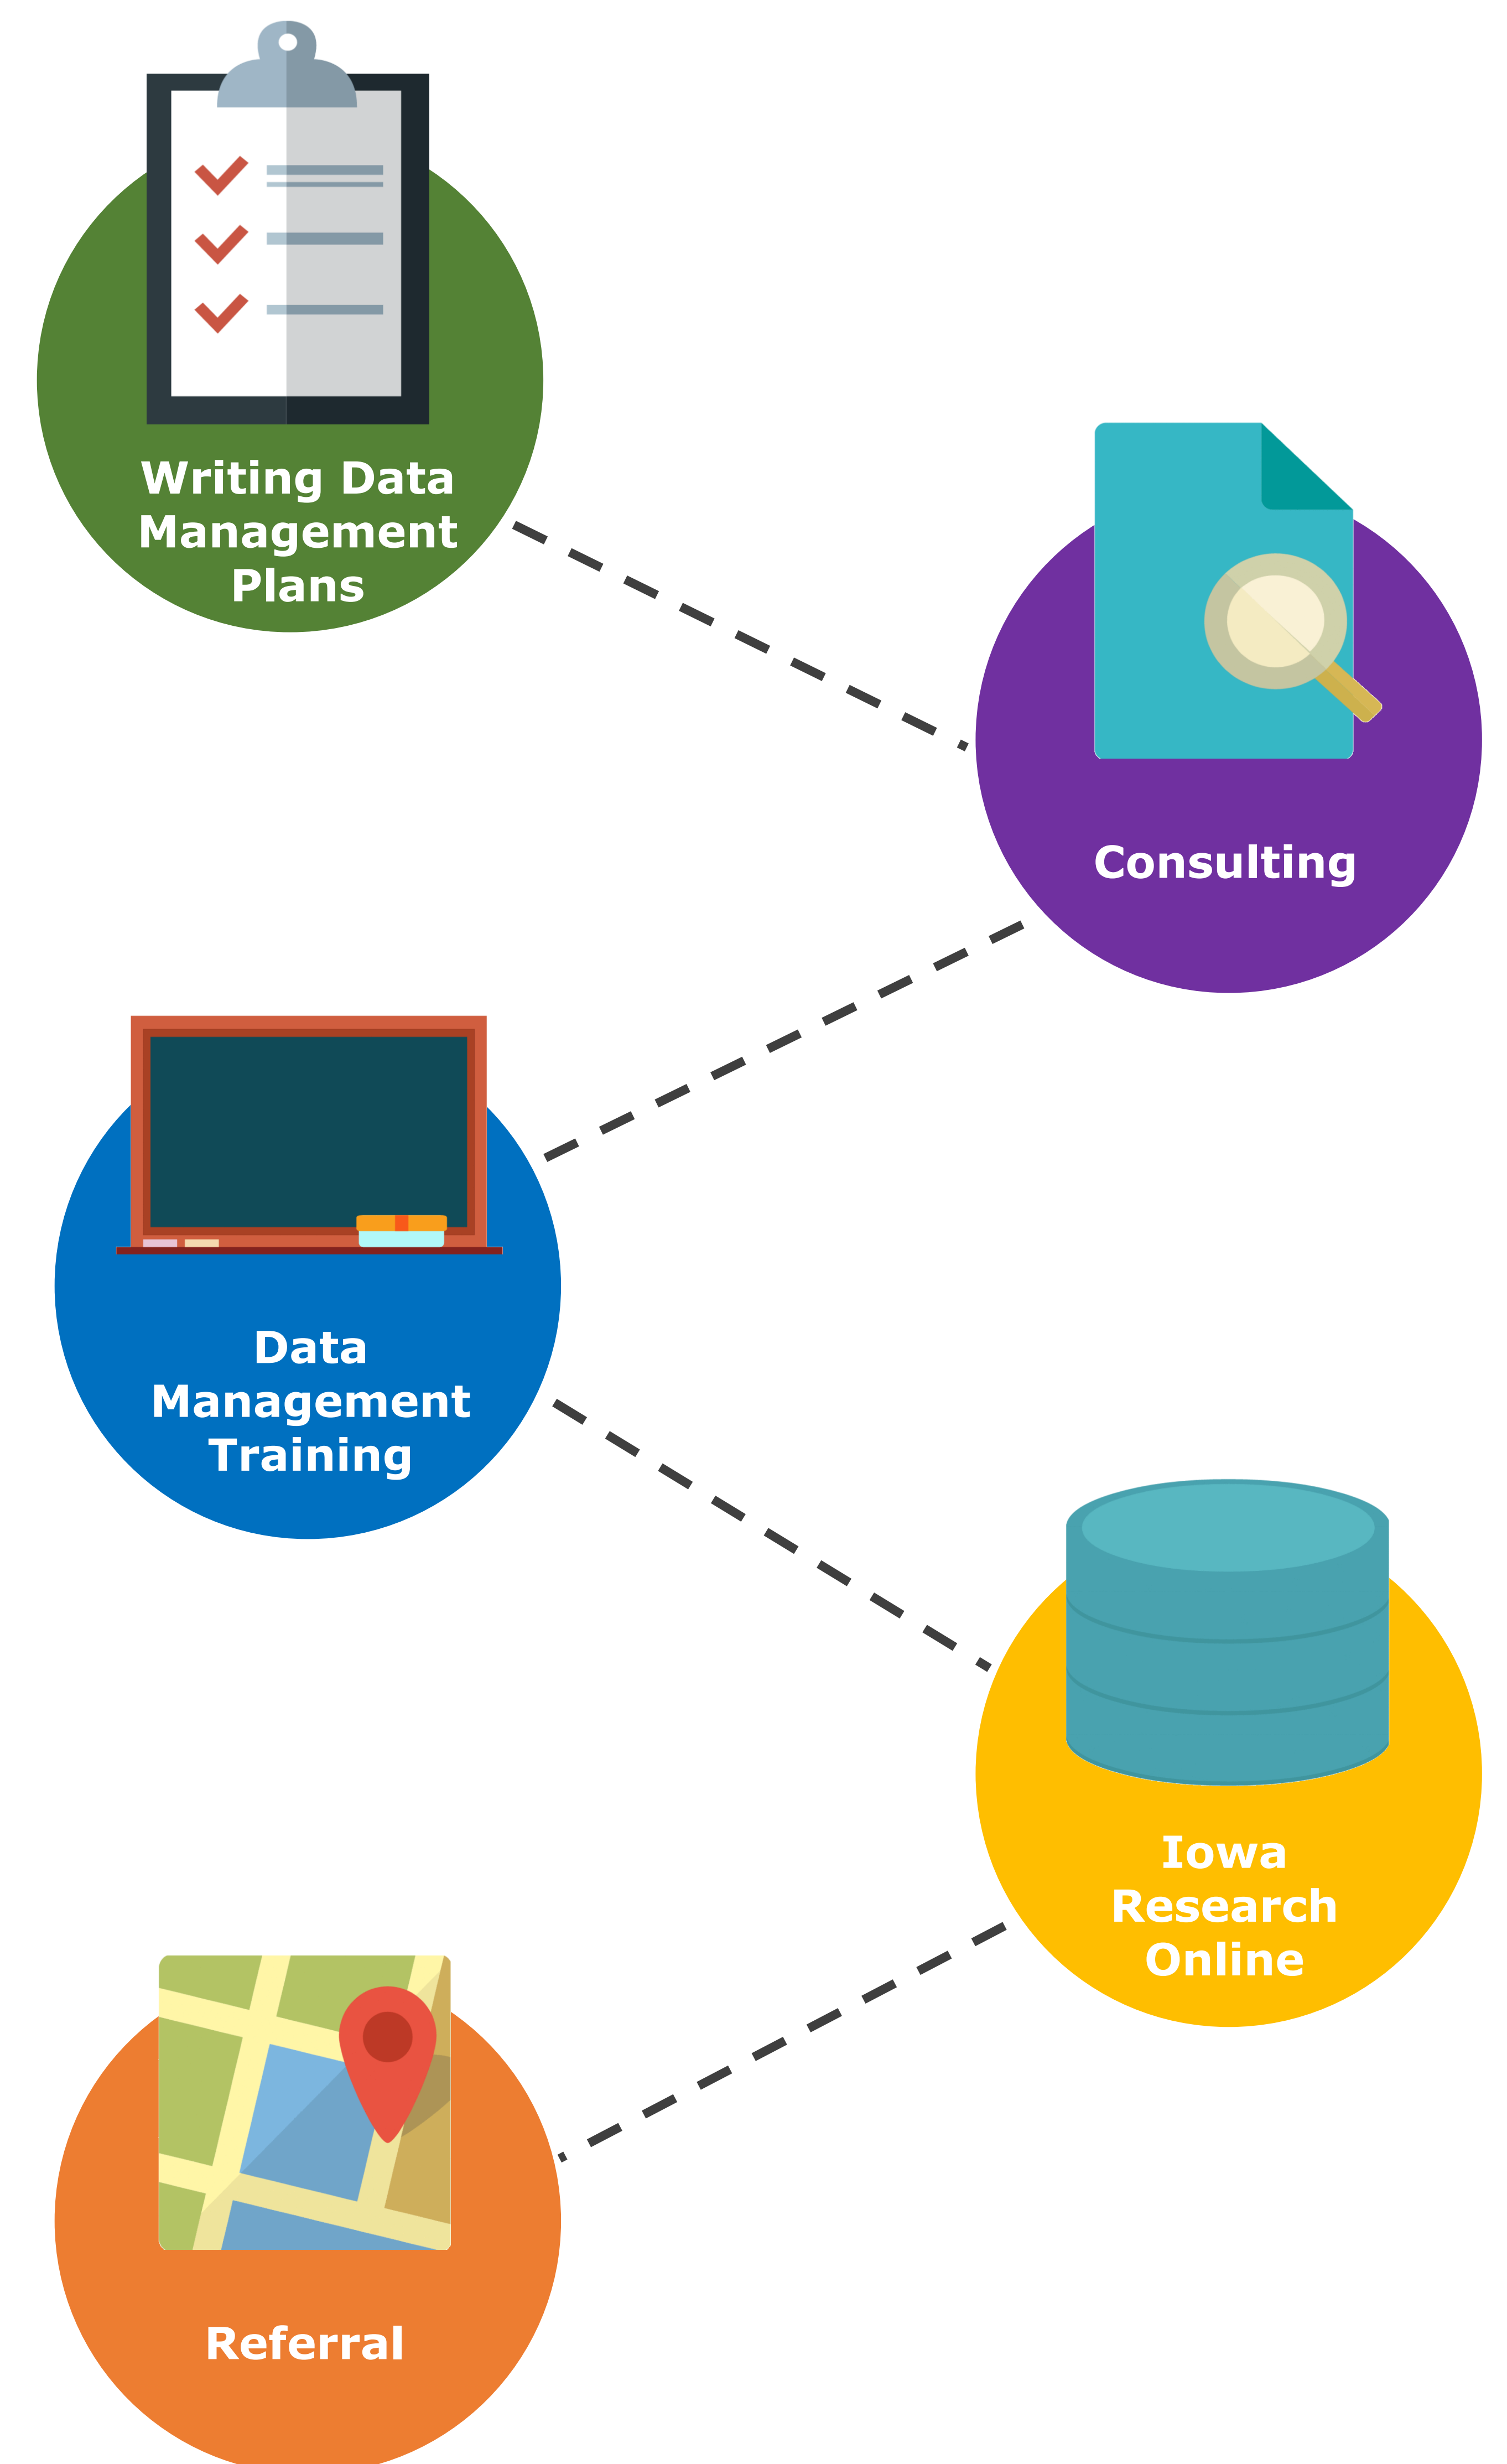 Writing Data
Management
Plans
Consulting
Data
Management
Training
Iowa
Research
Online
Referral